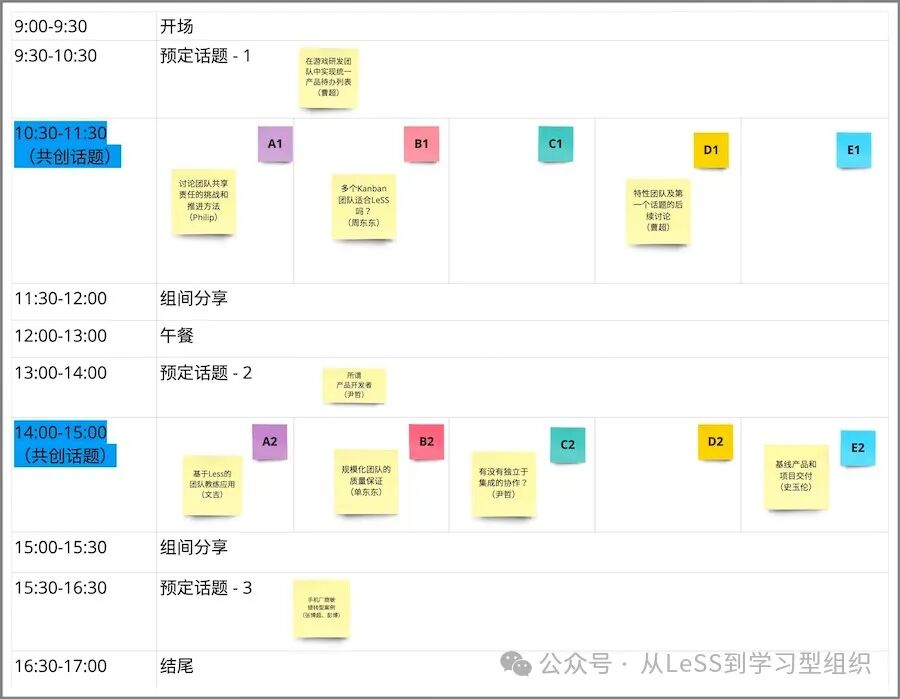 9:00-9:30
开场
9:30-10:30
预定话题 - 1
在游戏研发团
队中实现统一
产品待办列表
（曹超）
10:30-11:30
（共创话题）
A1
讨论团队共享
责任的挑战和
推进方法
（Philip）
B1
多个Kanban
团队适合LeSS
吗？
（周东东）
C1
D1
特性团队及第
一个话题的后
续讨论
（曹超）
E1
11:30-12:00
组间分享
12:00-13:00
午餐
13:00-14:00
预定话题 - 2
所谓
产品开发者
（尹哲）
14:00-15:00
（共创话题）
A2
基于Less的
团队教练应用
（文吉）
B2
规模化团队的
质量保证
（单东东）
C2
有没有独立于
集成的协作？
（尹哲）
D2
E2
基线产品和
项目交付
（史玉伦）
15:00-15:30
组间分享
15:30-16:30
预定话题 - 3
手机厂商敏
捷转型案例
（张博超、彭博）
16:30-17:00
结尾
公众号 · 从LeSS到学习型组织